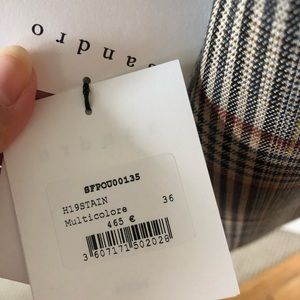 sandro
SFPOU00135
H19STAIN 36
Multicolore
465 €
3 607171 502028